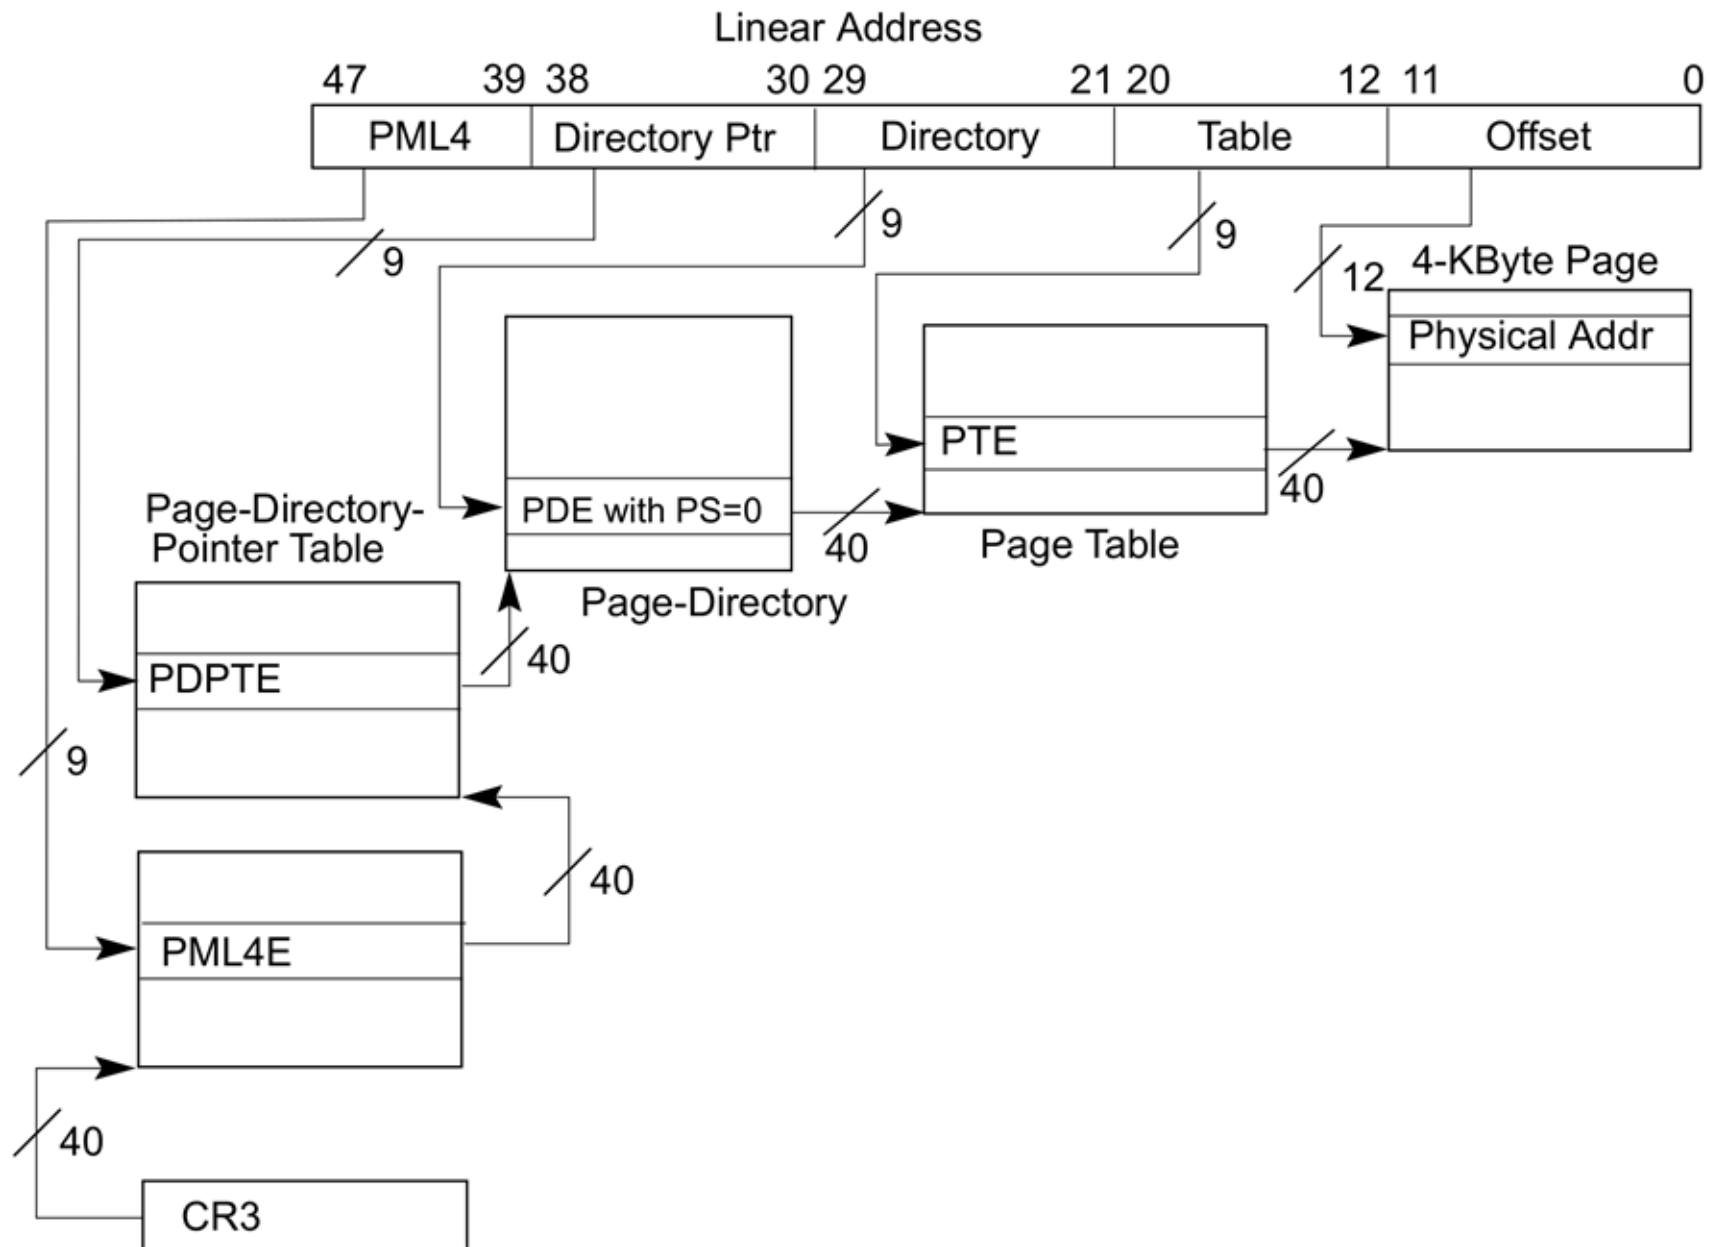 Linear Address
47 39 38 30 29 21 20 12 11 0
PML4 Directory Ptr Directory Table Offset
9
9
9
12
4-KByte Page
Physical Addr
PTE
40
PDE with PS=0
40
Page Table
Page-Directory-
Pointer Table
Page-Directory
40
PDPTE
9
40
PML4E
40
CR3